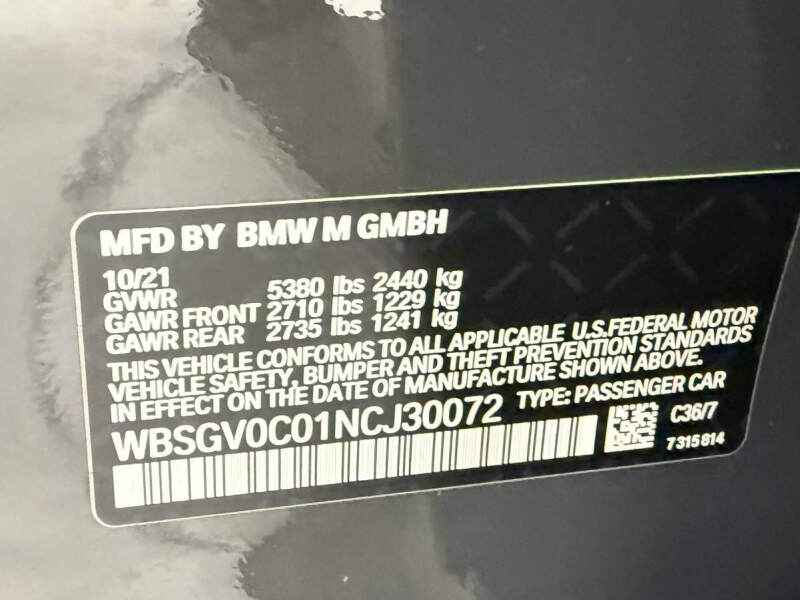 MFD BY BMW M GMBH
10/21
GVWR 5380 lbs 2440 kg
GAWR FRONT 2710 lbs 1229 kg
GAWR REAR 2735 lbs 1241 kg
THIS VEHICLE CONFORMS TO ALL APPLICABLE U.S.FEDERAL MOTOR
VEHICLE SAFETY, BUMPER AND THEFT PREVENTION STANDARDS
IN EFFECT ON THE DATE OF MANUFACTURE SHOWN ABOVE.
WBSGV0C01NCJ30072 TYPE: PASSENGER CAR
C36/7
7315814